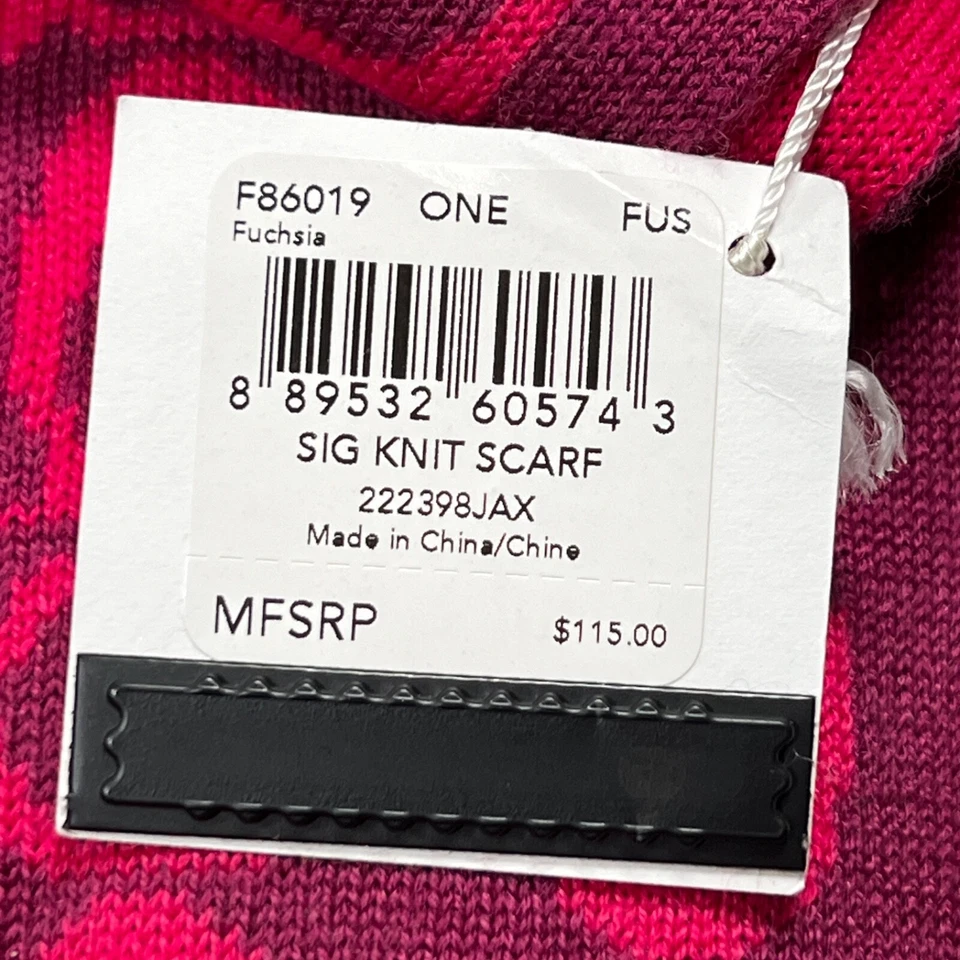 F86019 ONE FUS
Fuchsia
8 89532 60574 3
SIG KNIT SCARF
222398JAX
Made in China/Chine
MFSRP $115.00